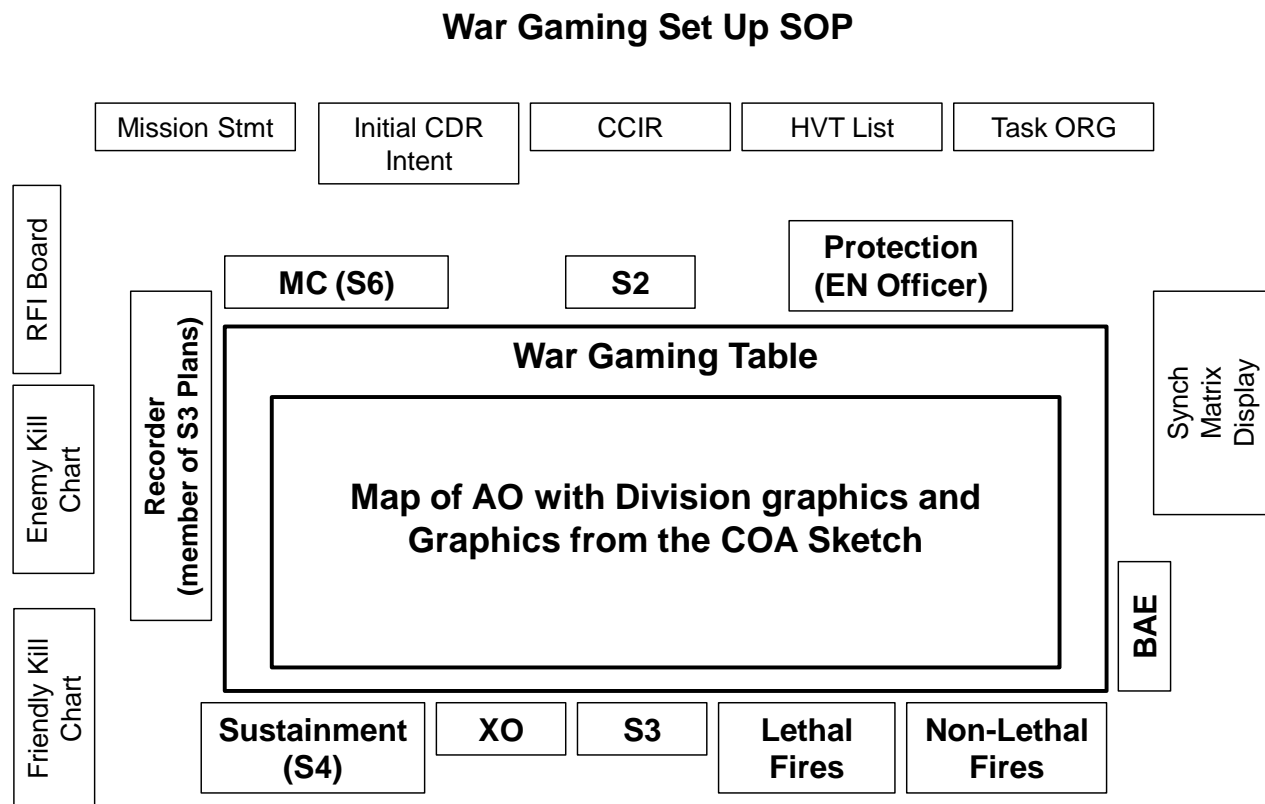 War Gaming Set Up SOP
Mission Stmt
Initial CDR
Intent
CCIR
HVT List
Task ORG
RFI Board
Enemy Kill
Chart
Friendly Kill
Chart
MC (S6)
S2
Protection
(EN Officer)
Recorder
(member of S3 Plans)
War Gaming Table
Map of AO with Division graphics and
Graphics from the COA Sketch
Synch
Matrix
Display
BAE
Sustainment
(S4)
XO
S3
Lethal
Fires
Non-Lethal
Fires